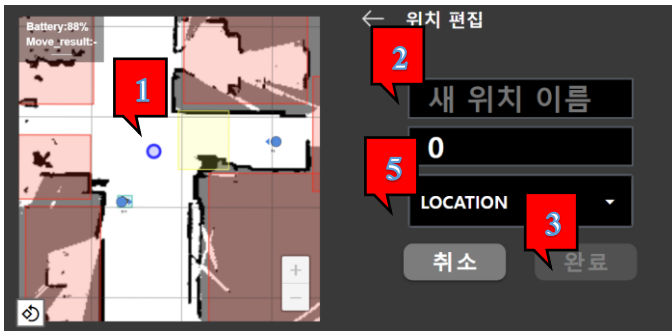 Battery:88%
Move_result:-
1
+
−
← 위치 편집
2
새 위치 이름
0
5
LOCATION
3
취소
완료